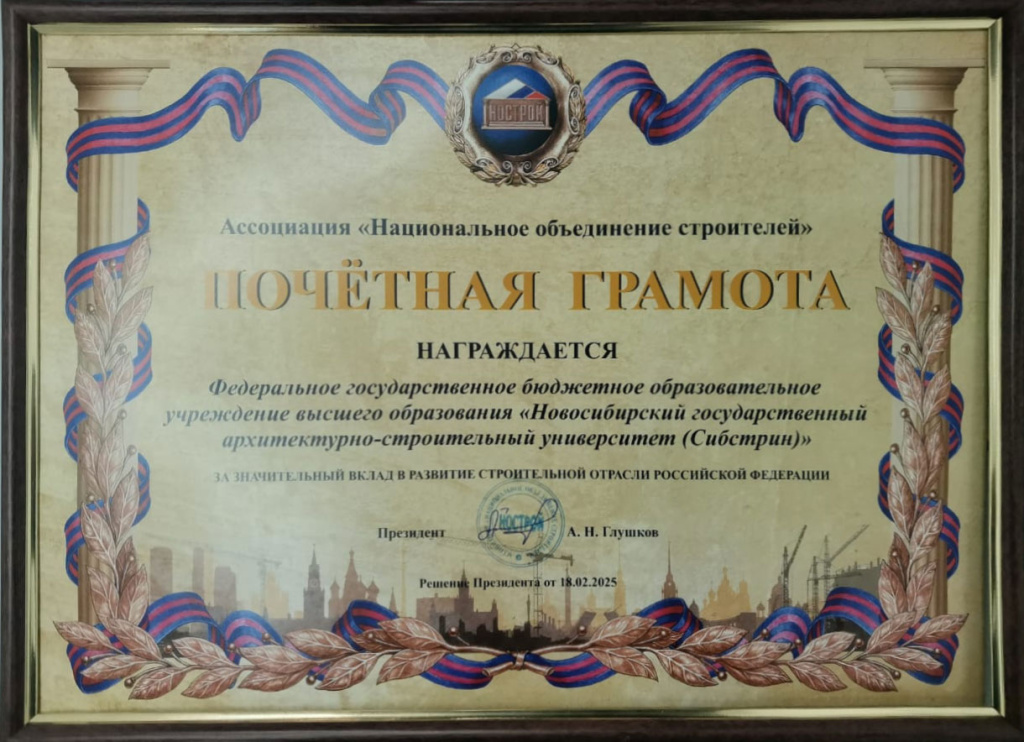 НОСТРОЙ
Ассоциация «Национальное объединение строителей»
ПОЧЁТНАЯ ГРАМОТА
НАГРАЖДАЕТСЯ
Федеральное государственное бюджетное образовательное
учреждение высшего образования «Новосибирский государственный
архитектурно-строительный университет (Сибстрин)»
ЗА ЗНАЧИТЕЛЬНЫЙ ВКЛАД В РАЗВИТИЕ СТРОИТЕЛЬНОЙ ОТРАСЛИ РОССИЙСКОЙ ФЕДЕРАЦИИ
НОСТРОЙ
Президент А. Н. Глушков
Решение Президента от 18.02.2025